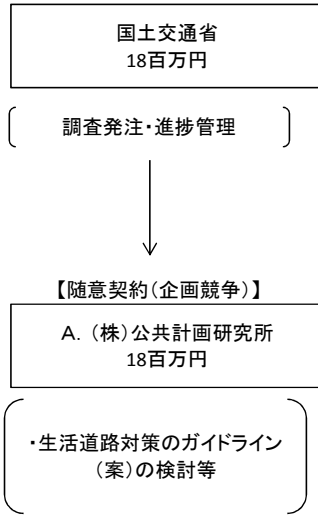 国土交通省
18百万円
調査発注・進捗管理
【随意契約(企画競争)】
A. (株)公共計画研究所
18百万円
・生活道路対策のガイドライン
(案)の検討等